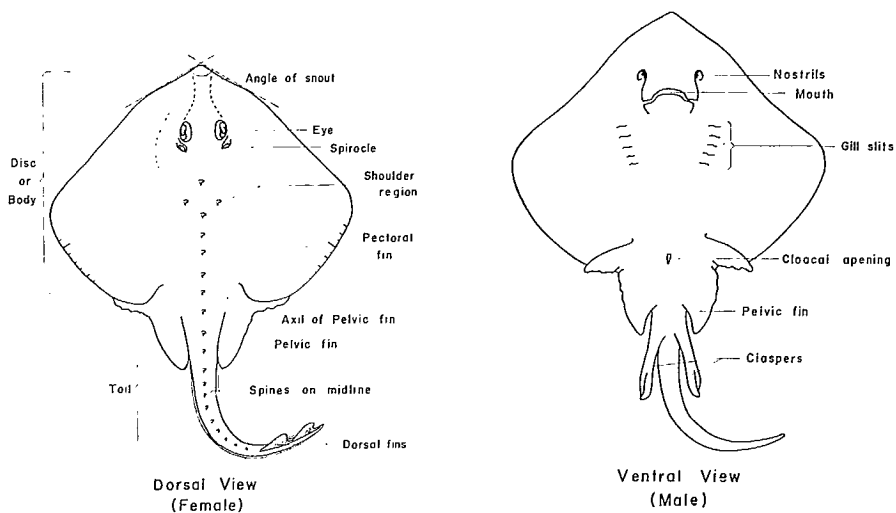 Angle of snout
Eye
Spiracle
Disc
or
Body
Shoulder
region
Pectoral
fin
Axil of Pelvic fin
Pelvic fin
Tail
Spines on midline
Dorsal fins
Dorsal View
(Female)
Nostrils
Mouth
Gill slits
Cloacal apening
Pelvic fin
Claspers
Ventral View
(Male)